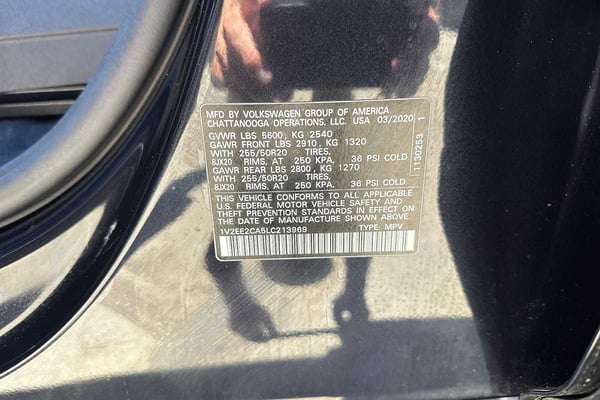 MFD BY VOLKSWAGEN GROUP OF AMERICA
CHATTANOOGA OPERATIONS, LLC. USA 03/2020
GVWR LBS 5600, KG 2540
GAWR FRONT LBS 2910, KG 1320
WITH 255/50R20 TIRES,
8JX20 RIMS, AT 250 KPA, 36 PSI COLD
GAWR REAR LBS 2800, KG 1270
WITH 255/50R20 TIRES,
8JX20 RIMS, AT 250 KPA, 36 PSI COLD
THIS VEHICLE CONFORMS TO ALL APPLICABLE
U.S. FEDERAL MOTOR VEHICLE SAFETY AND
THEFT PREVENTION STANDARDS IN EFFECT ON
THE DATE OF MANUFACTURE SHOWN ABOVE.
1V2EE2CA5LC213969 TYPE: MPV
1130253 1